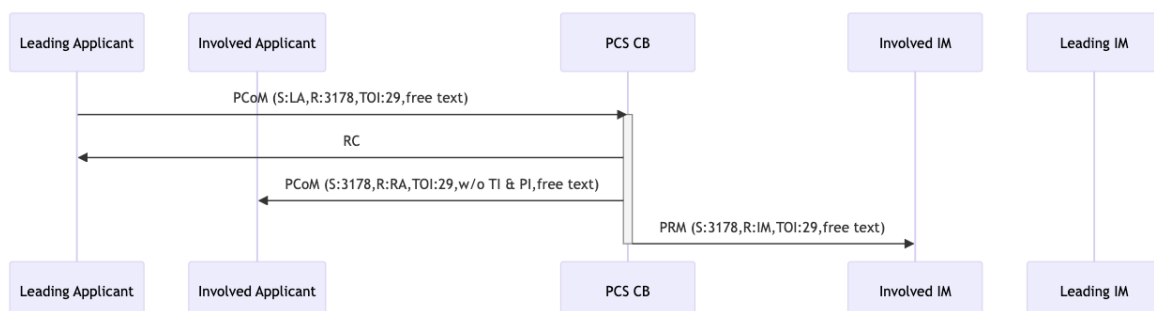 Leading Applicant
Involved Applicant
PCS CB
Involved IM
Leading IM
PCoM (S:LA,R:3178,TOI:29,free text)
RC
PCoM (S:3178,R:RA,TOI:29,w/o TI & PI,free text)
PRM (S:3178,R:IM,TOI:29,free text)
Leading Applicant
Involved Applicant
PCS CB
Involved IM
Leading IM